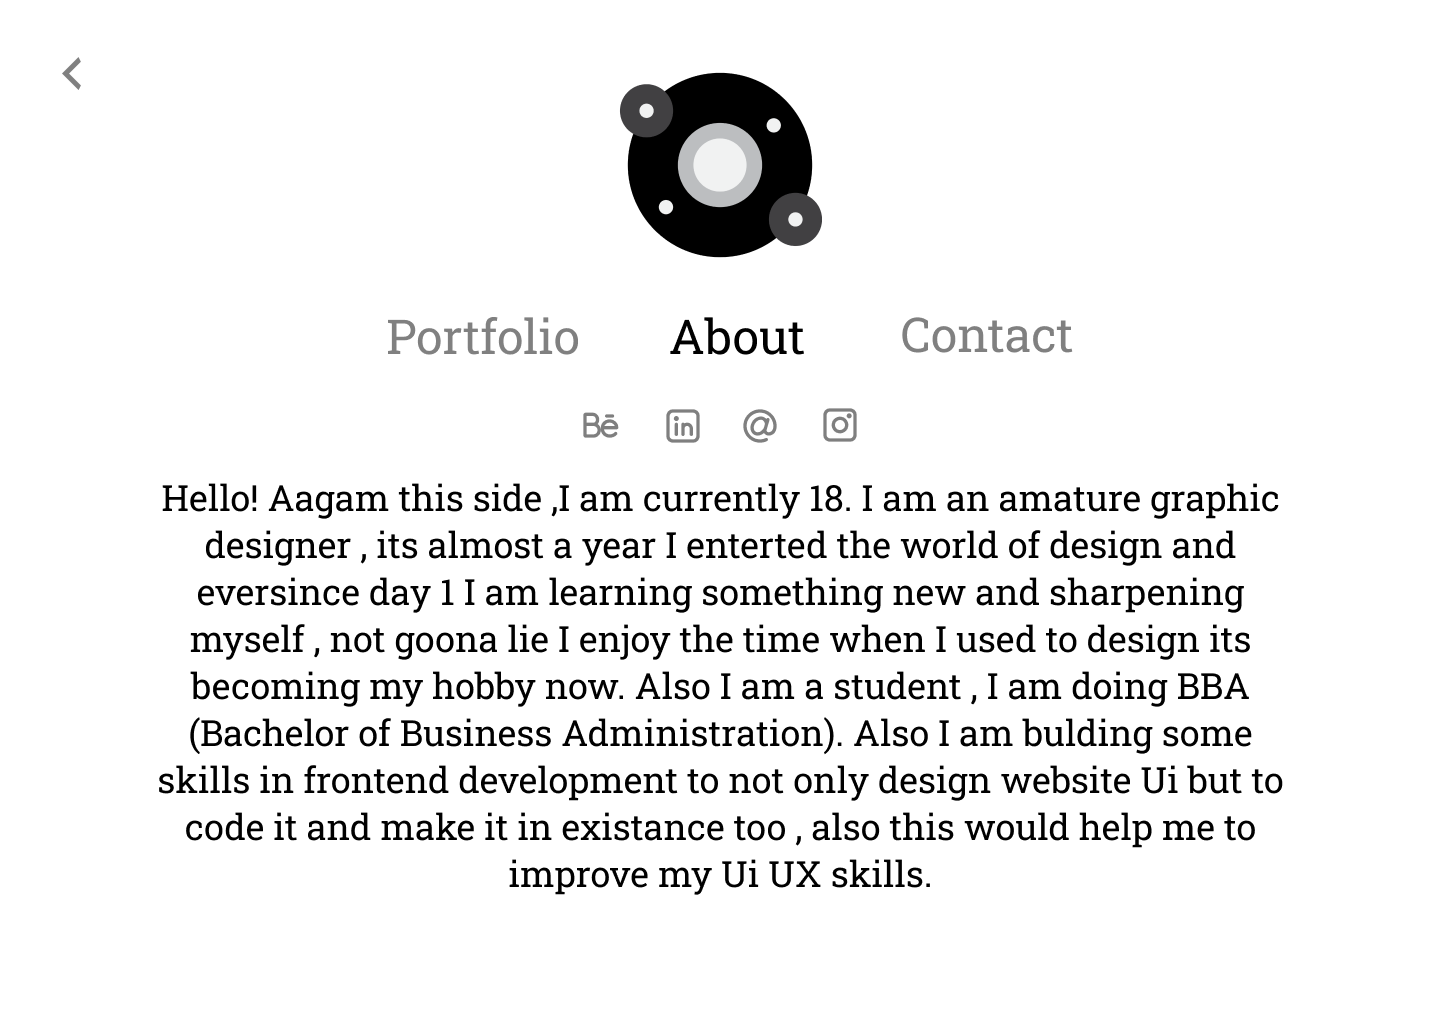 Portfolio About Contact
Bē in @
Hello! Aagam this side ,I am currently 18. I am an amature graphic
designer , its almost a year I enterted the world of design and
eversince day 1 I am learning something new and sharpening
myself , not goona lie I enjoy the time when I used to design its
becoming my hobby now. Also I am a student , I am doing BBA
(Bachelor of Business Administration). Also I am bulding some
skills in frontend development to not only design website Ui but to
code it and make it in existance too , also this would help me to
improve my Ui UX skills.